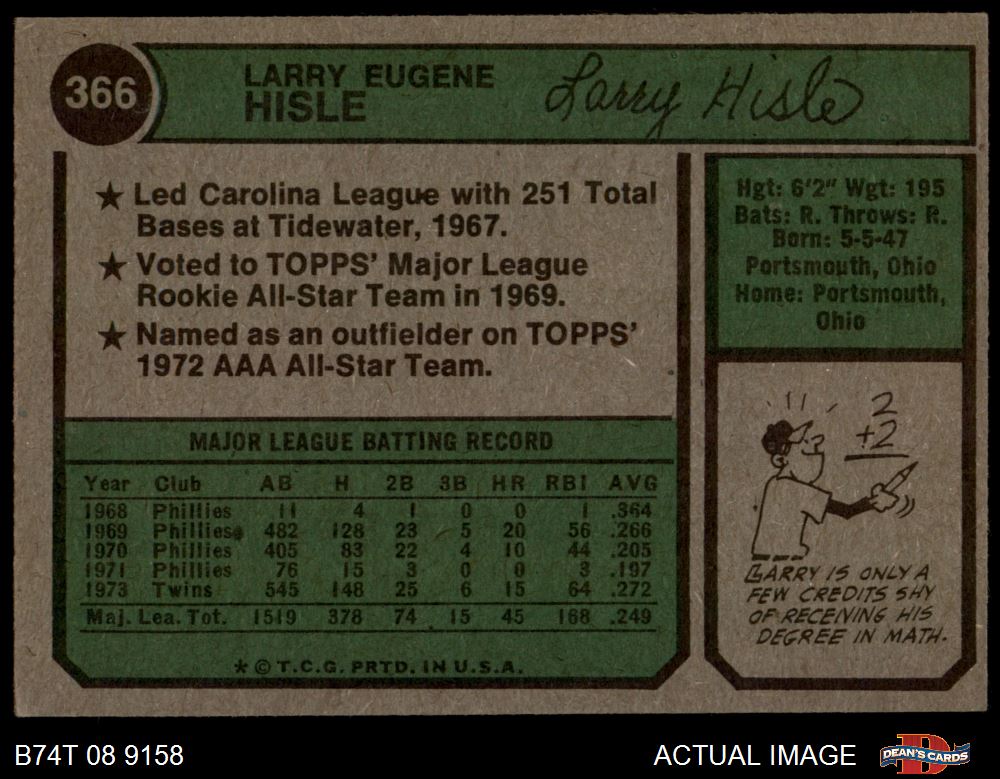 366
LARRY EUGENE
HISLE
Larry Hisle
★ Led Carolina League with 251 Total
Bases at Tidewater, 1967.
★ Voted to TOPPS' Major League
Rookie All-Star Team in 1969.
★ Named as an outfielder on TOPPS'
1972 AAA All-Star Team.
Hgt: 6'2" Wgt: 195
Bats: R. Throws: R.
Born: 5-5-47
Portsmouth, Ohio
Home: Portsmouth,
Ohio
MAJOR LEAGUE BATTING RECORD
Year Club AB H 2B 3B HR RBI AVG
1968 Phillies 11 4 1 0 0 1 .364
1969 Phillies 482 128 23 5 20 56 .266
1970 Phillies 405 83 22 4 10 44 .205
1971 Phillies 76 15 3 0 0 3 .197
1973 Twins 545 148 25 6 15 64 .272
Maj. Lea. Tot. 1519 378 74 15 45 168 .249
* © T.C.G. PRTD. IN U.S.A.
2
+2
LARRY IS ONLY A
FEW CREDITS SHY
OF RECEIVING HIS
DEGREE IN MATH.
B74T 08 9158
ACTUAL IMAGE
DEAN'S CARDS